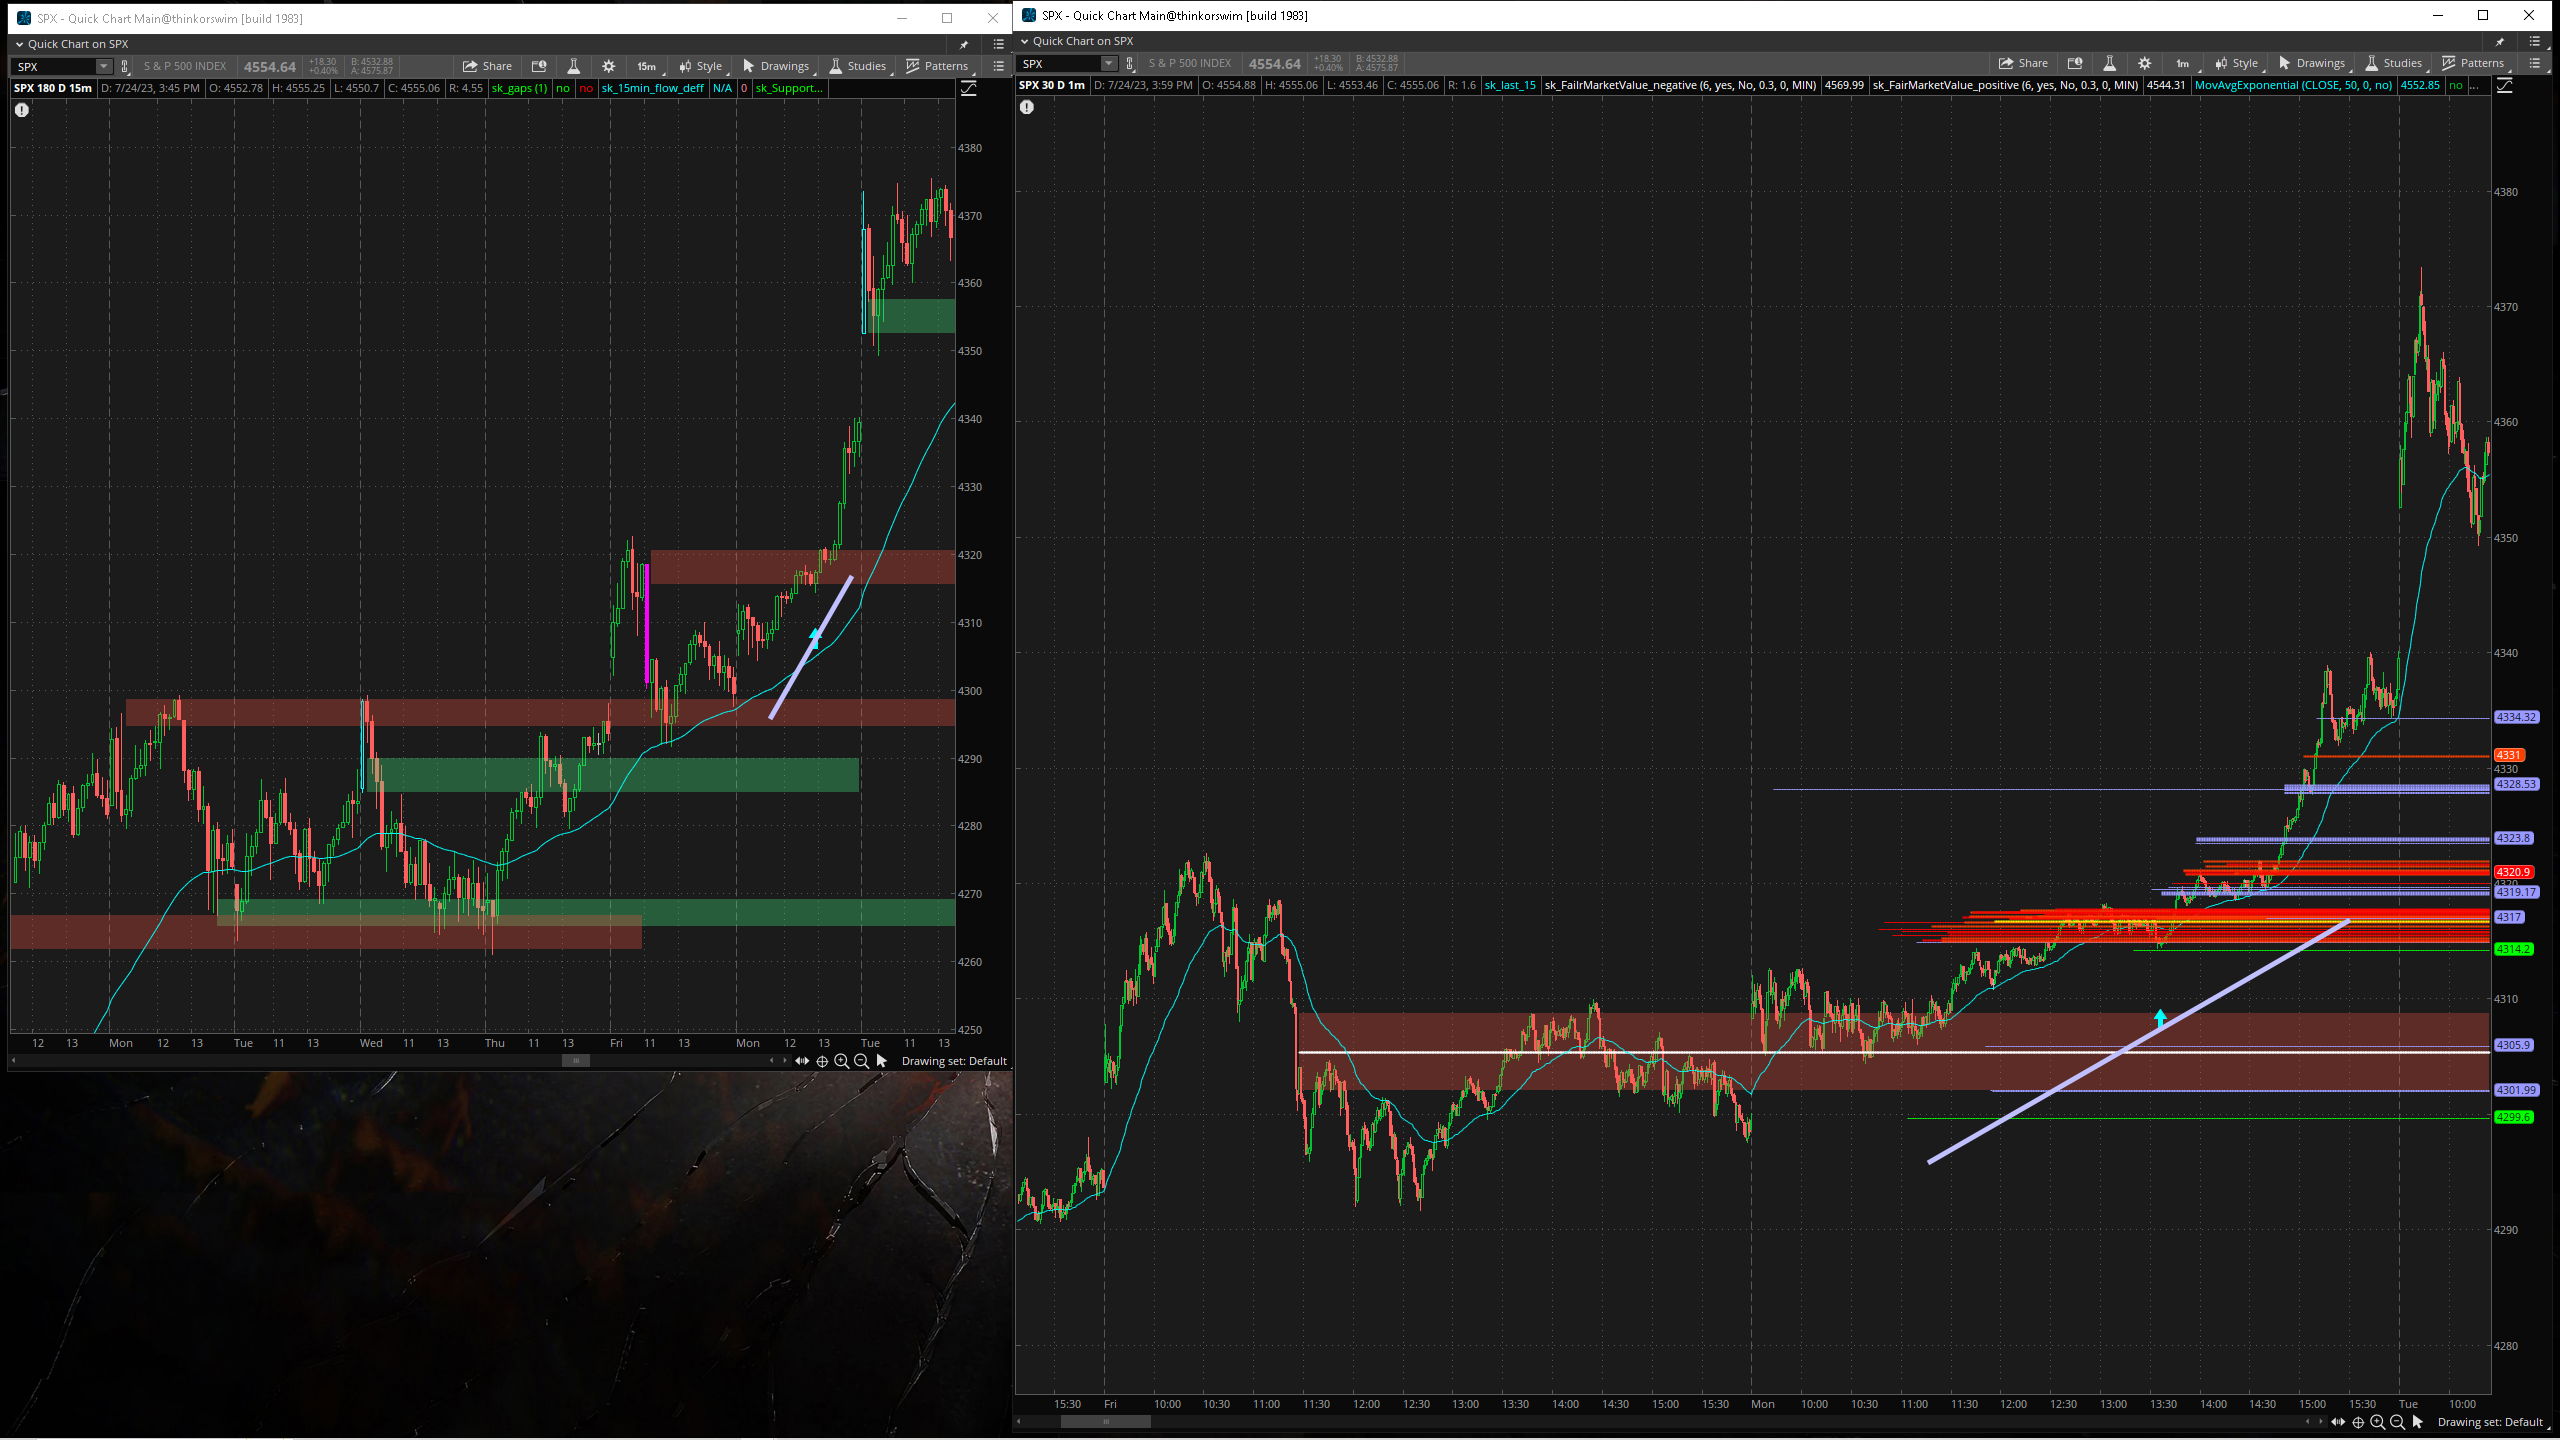 SPX - Quick Chart Main@thinkorswim [build 1983]
Quick Chart on SPX
SPX S & P 500 INDEX 4554.64 +18.30 +0.40% B: 4532.88 A: 4575.87 Share 15m Style Drawings Studies Patterns
SPX 180 D 15m D: 7/24/23, 3:45 PM O: 4552.78 H: 4555.25 L: 4550.7 C: 4555.06 R: 4.55 sk_gaps (1) no no sk_15min_flow_deff N/A 0 sk_Support...
4380
4370
4360
4350
4340
4330
4320
4310
4300
4290
4280
4270
4260
4250
12 13 Mon 12 13 Tue 11 13 Wed 11 13 Thu 11 13 Fri 11 13 Mon 12 13 Tue 11 13
Drawing set: Default
SPX - Quick Chart Main@thinkorswim [build 1983]
Quick Chart on SPX
SPX S & P 500 INDEX 4554.64 +18.30 +0.40% B: 4532.88 A: 4575.87 Share 1m Style Drawings Studies Patterns
SPX 30 D 1m D: 7/24/23, 3:59 PM O: 4554.88 H: 4555.06 L: 4553.46 C: 4555.06 R: 1.6 sk_last_15 sk_FailrMarketValue_negative (6, yes, No, 0.3, 0, MIN) 4569.99 sk_FairMarketValue_positive (6, yes, No, 0.3, 0, MIN) 4544.31 MovAvgExponential (CLOSE, 50, 0, no) 4552.85 no ...
4380
4370
4360
4350
4340
4334.32
4331
4330
4328.53
4323.8
4320.9
4320
4319.17
4317
4314.2
4310
4305.9
4301.99
4299.6
4290
4280
15:30 Fri 10:00 10:30 11:00 11:30 12:00 12:30 13:00 13:30 14:00 14:30 15:00 15:30 Mon 10:00 10:30 11:00 11:30 12:00 12:30 13:00 13:30 14:00 14:30 15:00 15:30 Tue 10:00
Drawing set: Default